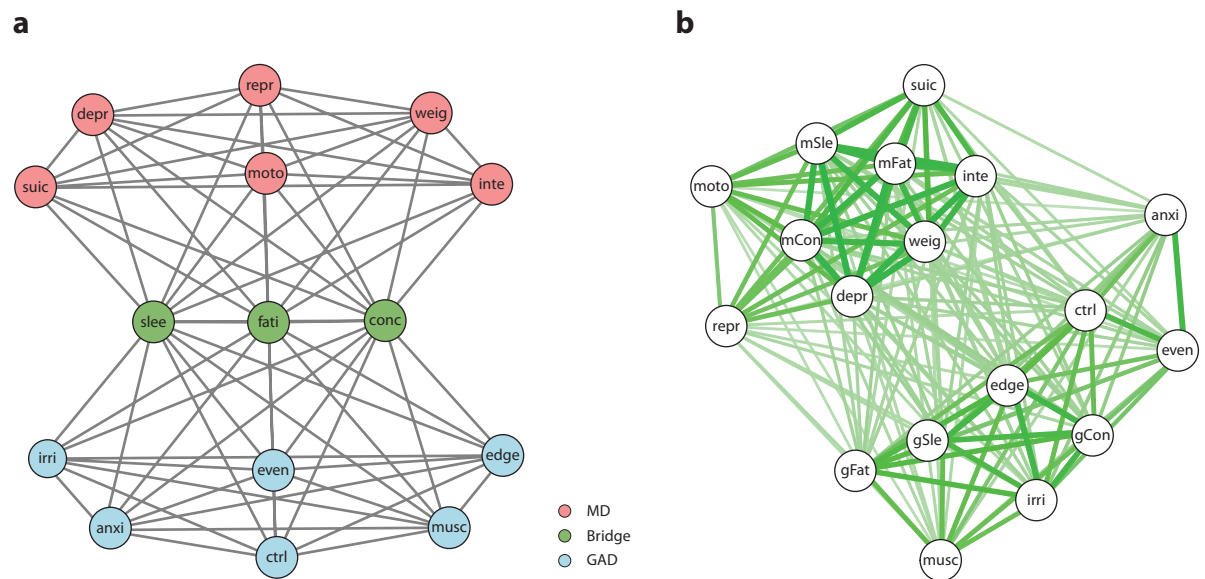 a
repr
depr
weig
moto
suic
inte
slee
fati
conc
irri
even
edge
anxi
musc
ctrl
MD
Bridge
GAD
b
suic
mSle
mFat
inte
moto
anxi
mCon
weig
depr
ctrl
repr
even
edge
gSle
gCon
gFat
irri
musc